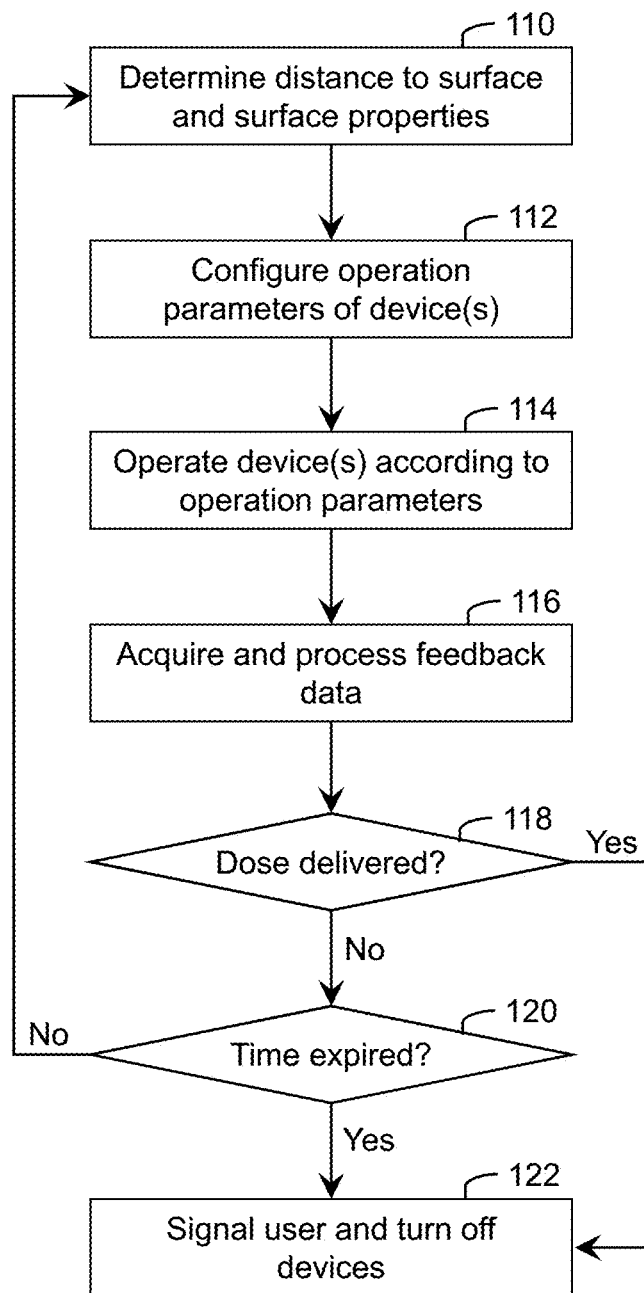 110
Determine distance to surface
and surface properties
112
Configure operation
parameters of device(s)
114
Operate device(s) according to
operation parameters
116
Acquire and process feedback
data
118
Dose delivered?
Yes
No
120
Time expired?
No
Yes
122
Signal user and turn off
devices